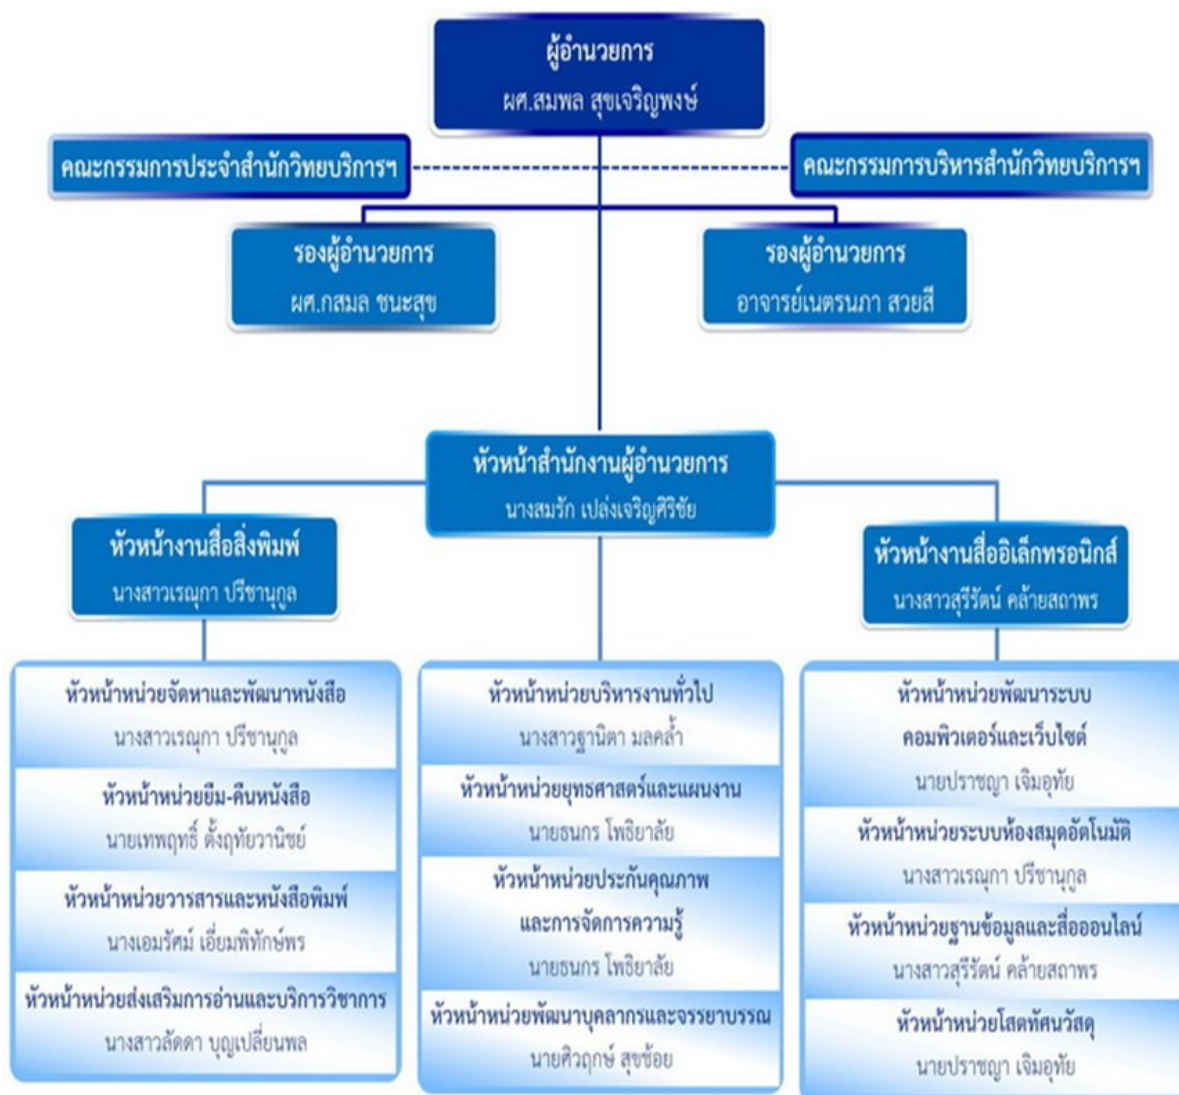 ผู้อำนวยการ
ผศ.สมพล สุขเจริญพงษ์
คณะกรรมการประจำสำนักวิทยบริการฯ
คณะกรรมการบริหารสำนักวิทยบริการฯ
รองผู้อำนวยการ
ผศ.กสมล ชนะสุข
รองผู้อำนวยการ
อาจารย์เนตรนภา สวยสี
หัวหน้าสำนักงานผู้อำนวยการ
นางสมรัก เปล่งเจริญศิริชัย
หัวหน้างานสื่อสิ่งพิมพ์
นางสาวเรณุกา ปรีชานุกูล
หัวหน้างานสื่ออิเล็กทรอนิกส์
นางสาวสุรีรัตน์ คล้ายสถาพร
หัวหน้าหน่วยจัดหาและพัฒนาหนังสือ
นางสาวเรณุกา ปรีชานุกูล
หัวหน้าหน่วยยืม-คืนหนังสือ
นายเทพฤทธิ์ ตั้งฤทัยวานิชย์
หัวหน้าหน่วยวารสารและหนังสือพิมพ์
นางเอมรัศม์ เอี่ยมพิทักษ์พร
หัวหน้าหน่วยส่งเสริมการอ่านและบริการวิชาการ
นางสาวลัดดา บุญเปลี่ยนพล
หัวหน้าหน่วยบริหารงานทั่วไป
นางสาวฐานิตา มลคล้ำ
หัวหน้าหน่วยยุทธศาสตร์และแผนงาน
นายธนกร โพธิยาลัย
หัวหน้าหน่วยประกันคุณภาพ
และการจัดการความรู้
นายธนกร โพธิยาลัย
หัวหน้าหน่วยพัฒนาบุคลากรและจรรยาบรรณ
นายศิวฤกษ์ สุขช้อย
หัวหน้าหน่วยพัฒนาระบบ
คอมพิวเตอร์และเว็บไซต์
นายปราชญา เจิมอุทัย
หัวหน้าหน่วยระบบห้องสมุดอัตโนมัติ
นางสาวเรณุกา ปรีชานุกูล
หัวหน้าหน่วยฐานข้อมูลและสื่อออนไลน์
นางสาวสุรีรัตน์ คล้ายสถาพร
หัวหน้าหน่วยโสตทัศนวัสดุ
นายปราชญา เจิมอุทัย